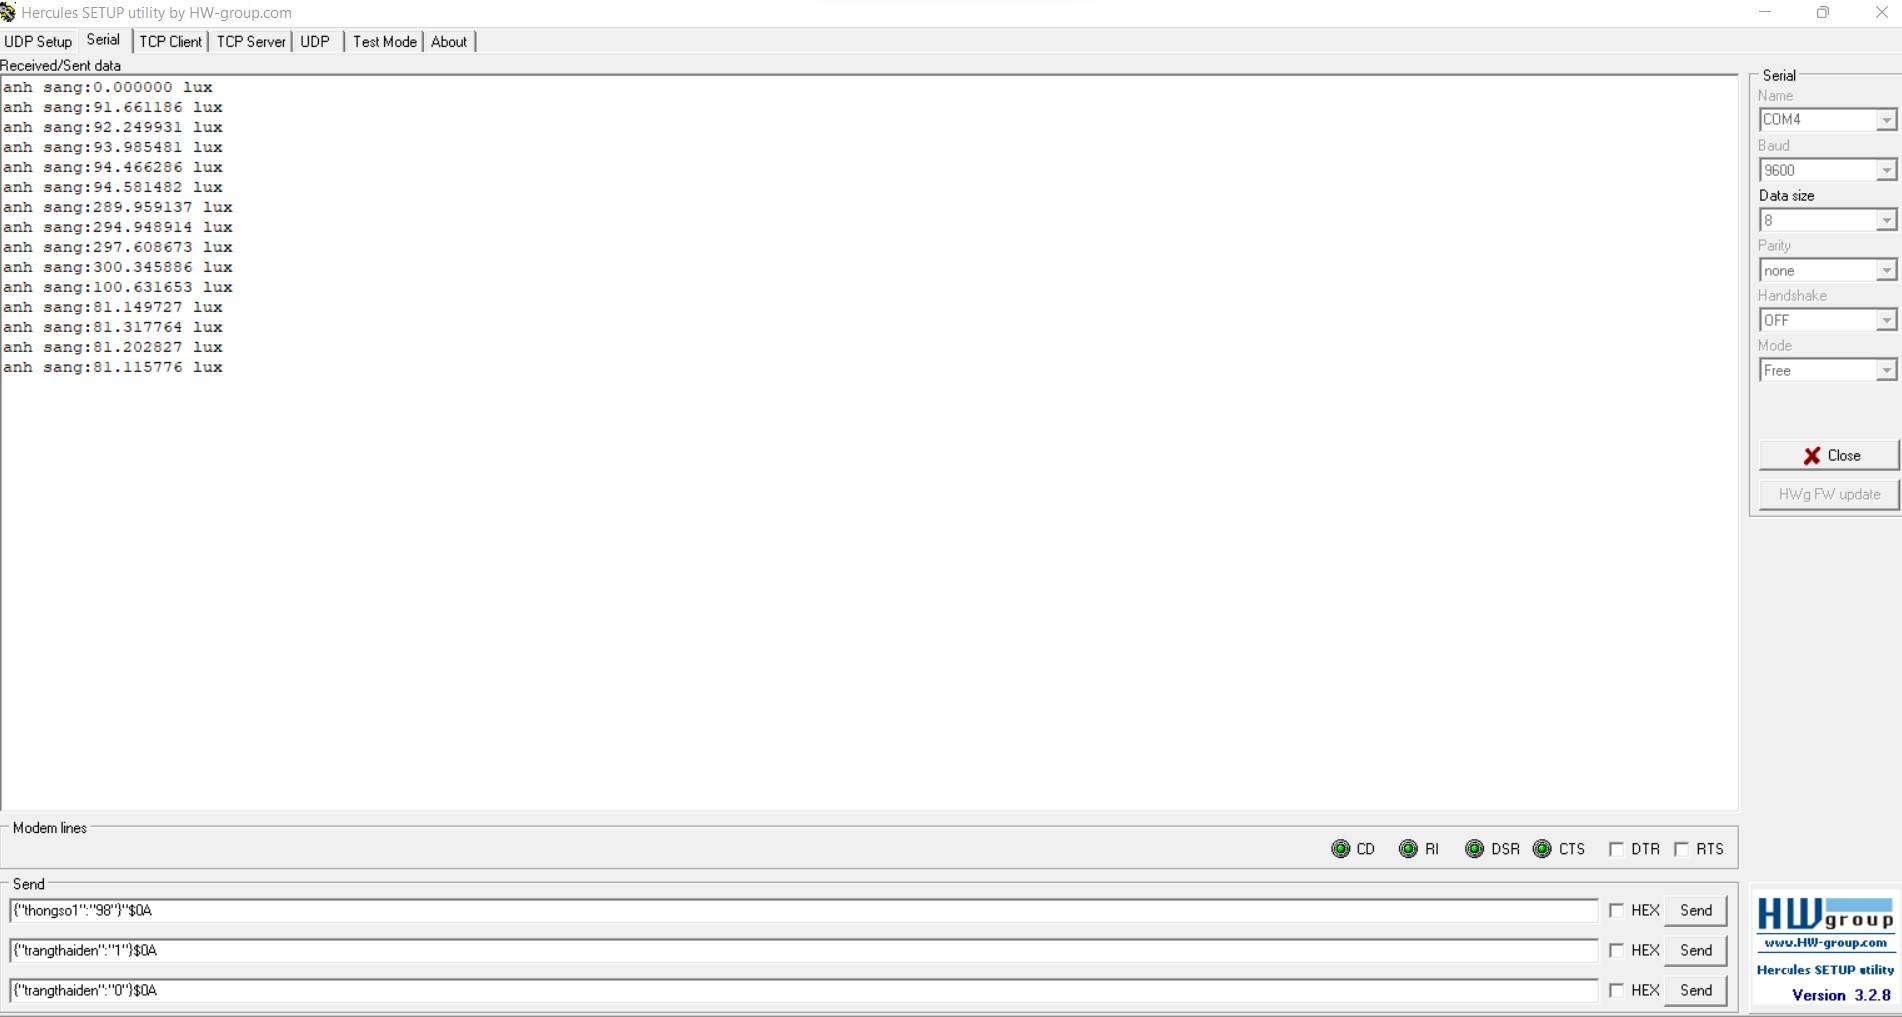 Hercules SETUP utility by HW-group.com
UDP Setup Serial TCP Client TCP Server UDP Test Mode About
Received/Sent data
anh sang:0.000000 lux
anh sang:91.661186 lux
anh sang:92.249931 lux
anh sang:93.985481 lux
anh sang:94.466286 lux
anh sang:94.581482 lux
anh sang:289.959137 lux
anh sang:294.948914 lux
anh sang:297.608673 lux
anh sang:300.345886 lux
anh sang:100.631653 lux
anh sang:81.149727 lux
anh sang:81.317764 lux
anh sang:81.202827 lux
anh sang:81.115776 lux
Serial
Name
COM4
Baud
9600
Data size
8
Parity
none
Handshake
OFF
Mode
Free
Close
HWg FW update
Modem lines
CD RI DSR CTS DTR RTS
Send
{"thongso1":"98"}"$0A HEX Send
{"trangthaiden":"1"}$0A HEX Send
{"trangthaiden":"0"}$0A HEX Send
HWgroup
www.HW-group.com
Hercules SETUP utility
Version 3.2.8